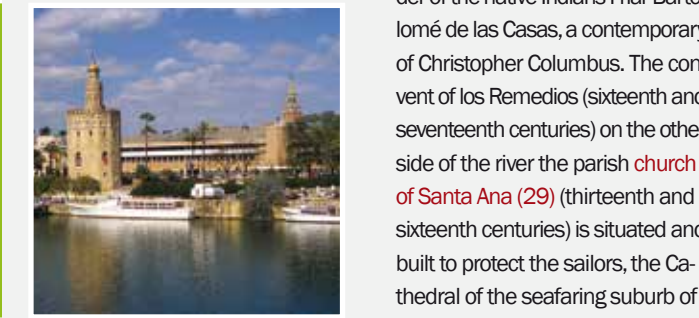 der of the native Indians Friar Barto
lomé de las Casas, a contemporary
of Christopher Columbus. The con
vent of los Remedios (sixteenth and
seventeenth centuries) on the othe
side of the river the parish church
of Santa Ana (29) (thirteenth and
sixteenth centuries) is situated and
built to protect the sailors, the Ca-
thedral of the seafaring suburb of